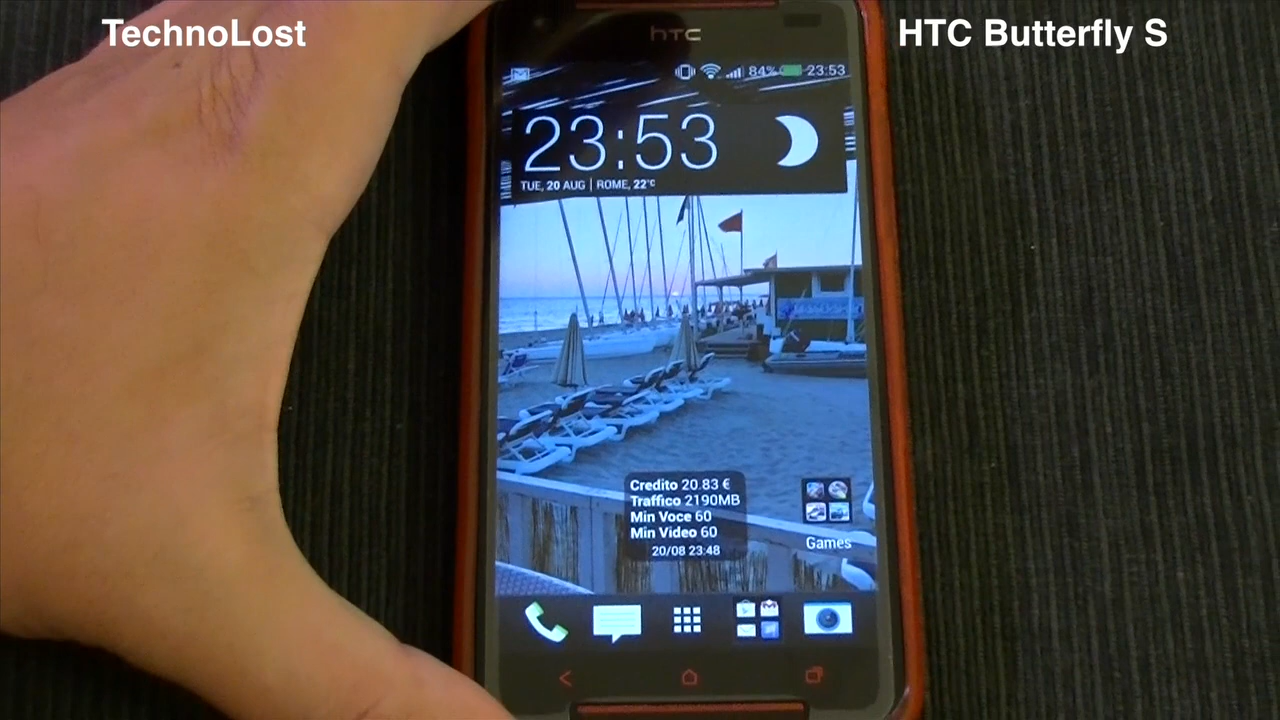 TechnoLost
HTC Butterfly S
hTC
84% 23:53
23:53
TUE, 20 AUG | ROME, 22°C
Credito 20.83 €
Traffico 2190MB
Min Voce 60
Min Video 60
20/08 23:48
Games